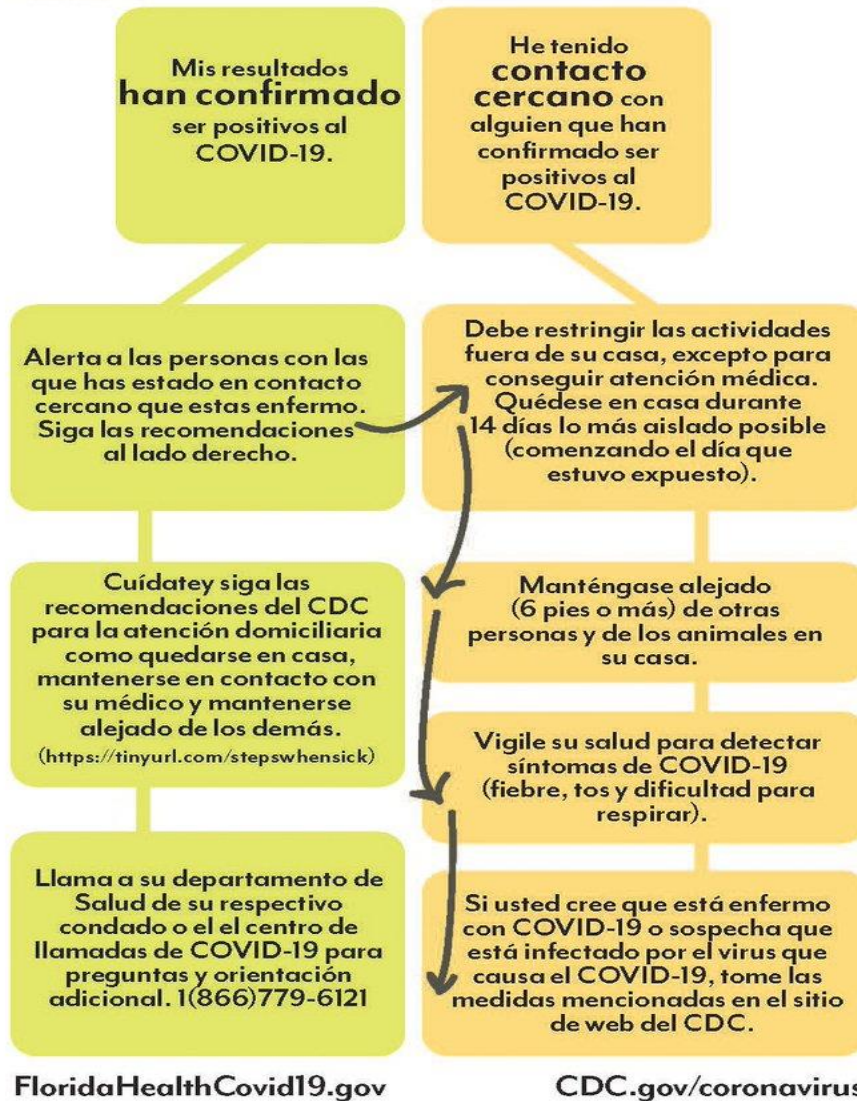 Mis resultados
han confirmado
ser positivos al
COVID-19.
He tenido
contacto
cercano con
alguien que han
confirmado ser
positivos al
COVID-19.
Alerta a las personas con las
que has estado en contacto
cercano que estas enfermo.
Siga las recomendaciones
al lado derecho.
Debe restringir las actividades
fuera de su casa, excepto para
conseguir atención médica.
Quédese en casa durante
14 días lo más aislado posible
(comenzando el día que
estuvo expuesto).
Cuídatey siga las
recomendaciones del CDC
para la atención domiciliaria
como quedarse en casa,
mantenerse en contacto con
su médico y mantenerse
alejado de los demás.
(https://tinyurl.com/stepswhensick)
Manténgase alejado
(6 pies o más) de otras
personas y de los animales en
su casa.
Vigile su salud para detectar
síntomas de COVID-19
(fiebre, tos y dificultad para
respirar).
Llama a su departamento de
Salud de su respectivo
condado o el el centro de
llamadas de COVID-19 para
preguntas y orientación
adicional. 1(866)779-6121
Si usted cree que está enfermo
con COVID-19 o sospecha que
está infectado por el virus que
causa el COVID-19, tome las
medidas mencionadas en el sitio
de web del CDC.
FloridaHealthCovid19.gov
CDC.gov/coronavirus